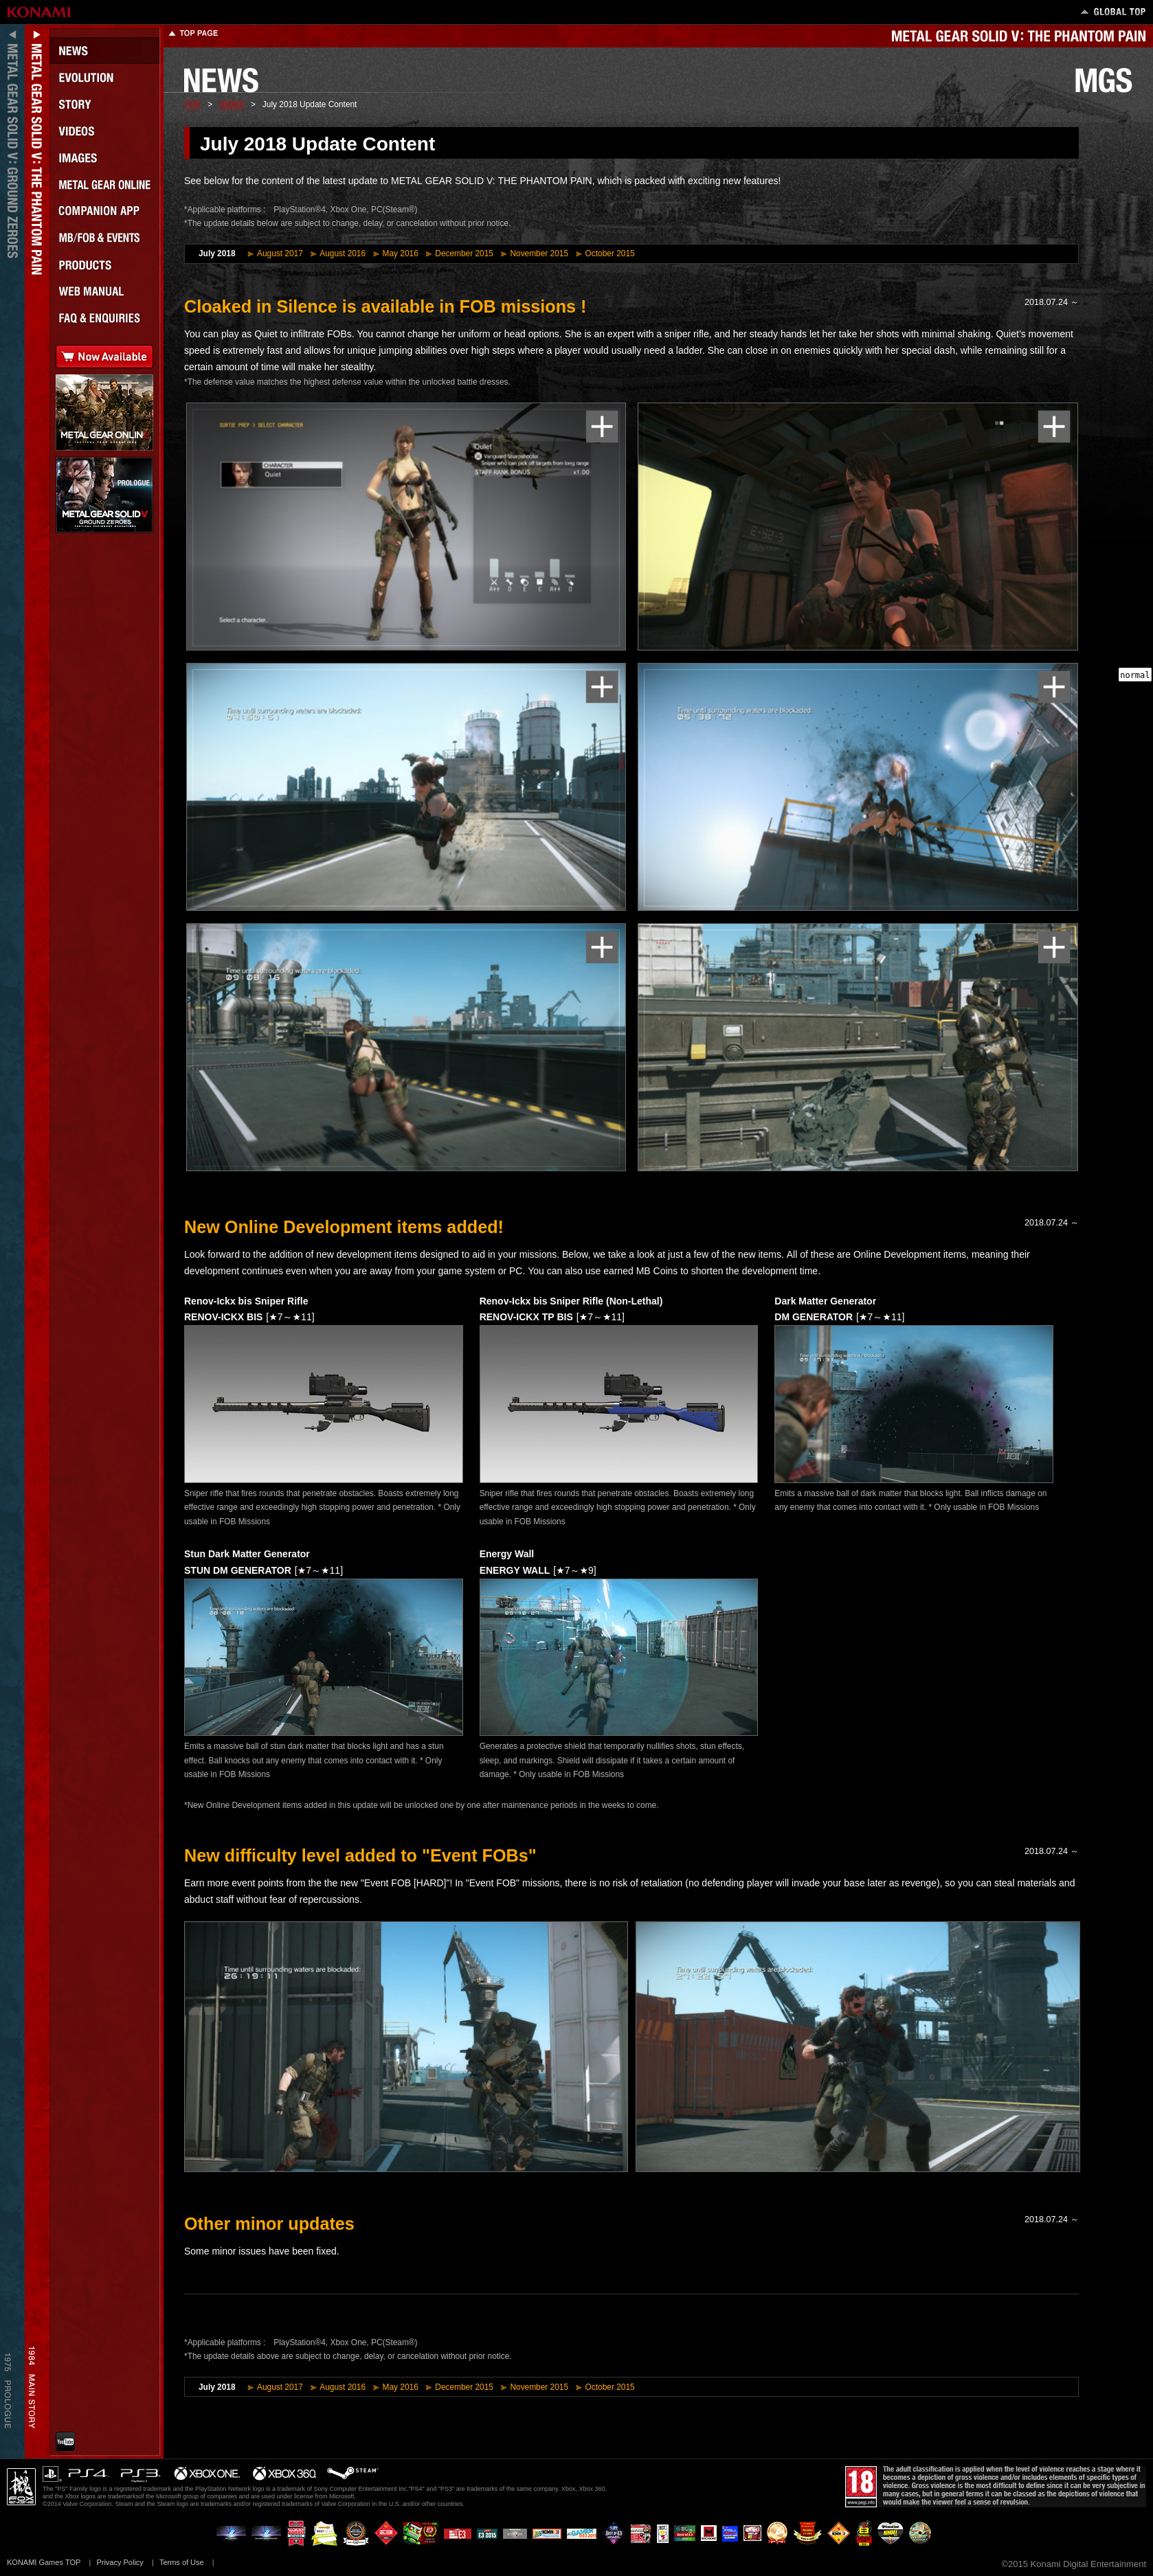 KONAMI
GLOBAL TOP
METAL GEAR SOLID V: GROUND ZEROES
METAL GEAR SOLID V: THE PHANTOM PAIN
TOP PAGE
METAL GEAR SOLID V: THE PHANTOM PAIN
NEWS
EVOLUTION
STORY
VIDEOS
IMAGES
METAL GEAR ONLINE
COMPANION APP
MB/FOB & EVENTS
PRODUCTS
WEB MANUAL
FAQ & ENQUIRIES
Now Available
METAL GEAR ONLINE
PROLOGUE
METAL GEAR SOLID V
GROUND ZEROES
1975 PROLOGUE
1984 MAIN STORY
NEWS
MGS
> > July 2018 Update Content
July 2018 Update Content
See below for the content of the latest update to METAL GEAR SOLID V: THE PHANTOM PAIN, which is packed with exciting new features!
*Applicable platforms : PlayStation®4, Xbox One, PC(Steam®)
*The update details below are subject to change, delay, or cancelation without prior notice.
July 2018 August 2017 August 2016 May 2016 December 2015 November 2015 October 2015
Cloaked in Silence is available in FOB missions !
2018.07.24 ～
You can play as Quiet to infiltrate FOBs. You cannot change her uniform or head options. She is an expert with a sniper rifle, and her steady hands let her take her shots with minimal shaking. Quiet's movement
speed is extremely fast and allows for unique jumping abilities over high steps where a player would usually need a ladder. She can close in on enemies quickly with her special dash, while remaining still for a
certain amount of time will make her stealthy.
*The defense value matches the highest defense value within the unlocked battle dresses.
SORTIE PREP > SELECT CHARACTER
CHARACTER
Quiet
Quiet
Sniper who can pick off targets from long range
STAFF RANK BONUS x1.00
Select a character.
Time until surrounding waters are blockaded:
Time until surrounding waters are blockaded:
05:38:72
Time until surrounding waters are blockaded:
09:08:16
normal
New Online Development items added!
2018.07.24 ～
Look forward to the addition of new development items designed to aid in your missions. Below, we take a look at just a few of the new items. All of these are Online Development items, meaning their
development continues even when you are away from your game system or PC. You can also use earned MB Coins to shorten the development time.
Renov-Ickx bis Sniper Rifle
RENOV-ICKX BIS [★7～★11]
Sniper rifle that fires rounds that penetrate obstacles. Boasts extremely long
effective range and exceedingly high stopping power and penetration. * Only
usable in FOB Missions
Renov-Ickx bis Sniper Rifle (Non-Lethal)
RENOV-ICKX TP BIS [★7～★11]
Sniper rifle that fires rounds that penetrate obstacles. Boasts extremely long
effective range and exceedingly high stopping power and penetration. * Only
usable in FOB Missions
Dark Matter Generator
DM GENERATOR [★7～★11]
Emits a massive ball of dark matter that blocks light. Ball inflicts damage on
any enemy that comes into contact with it. * Only usable in FOB Missions
Stun Dark Matter Generator
STUN DM GENERATOR [★7～★11]
Emits a massive ball of stun dark matter that blocks light and has a stun
effect. Ball knocks out any enemy that comes into contact with it. * Only
usable in FOB Missions
Energy Wall
ENERGY WALL [★7～★9]
Generates a protective shield that temporarily nullifies shots, stun effects,
sleep, and markings. Shield will dissipate if it takes a certain amount of
damage. * Only usable in FOB Missions
*New Online Development items added in this update will be unlocked one by one after maintenance periods in the weeks to come.
New difficulty level added to "Event FOBs"
2018.07.24 ～
Earn more event points from the the new "Event FOB [HARD]"! In "Event FOB" missions, there is no risk of retaliation (no defending player will invade your base later as revenge), so you can steal materials and
abduct staff without fear of repercussions.
Time until surrounding waters are blockaded:
26:19:11
Time until surrounding waters are blockaded:
Other minor updates
2018.07.24 ～
Some minor issues have been fixed.
*Applicable platforms : PlayStation®4, Xbox One, PC(Steam®)
*The update details above are subject to change, delay, or cancelation without prior notice.
July 2018 August 2017 August 2016 May 2016 December 2015 November 2015 October 2015
YouTube
PS4 PS3 XBOX ONE. XBOX 360. STEAM
The "PS" Family logo is a registered trademark and the PlayStation Network logo is a trademark of Sony Computer Entertainment Inc."PS4" and "PS3" are trademarks of the same company. Xbox, Xbox 360,
and the Xbox logos are trademarksof the Microsoft group of companies and are used under license from Microsoft.
©2014 Valve Corporation. Steam and the Steam logo are trademarks and/or registered trademarks of Valve Corporation in the U.S. and/or other countries.
18
www.pegi.info
The adult classification is applied when the level of violence reaches a stage where it
becomes a depiction of gross violence and/or includes elements of specific types of
violence. Gross violence is the most difficult to define since it can be very subjective in
many cases, but in general terms it can be classed as the depictions of violence that
would make the viewer feel a sense of revulsion.
KONAMI Games TOP | Privacy Policy | Terms of Use |
©2015 Konami Digital Entertainment